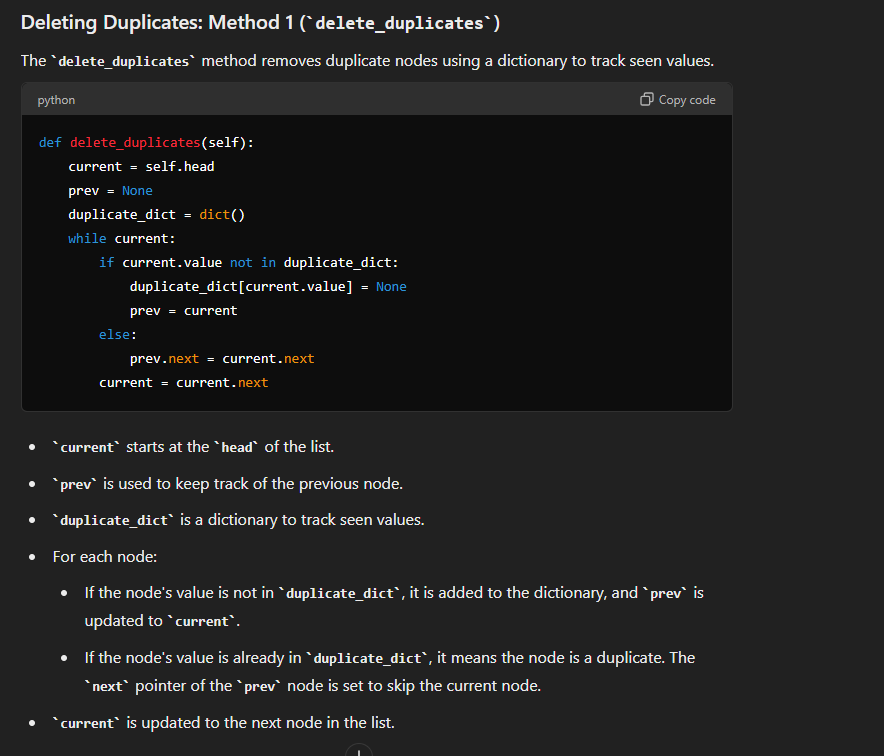 Deleting Duplicates: Method 1 (`delete_duplicates`)
The `delete_duplicates` method removes duplicate nodes using a dictionary to track seen values.
python
Copy code
def delete_duplicates(self):
    current = self.head
    prev = None
    duplicate_dict = dict()
    while current:
        if current.value not in duplicate_dict:
            duplicate_dict[current.value] = None
            prev = current
        else:
            prev.next = current.next
        current = current.next
• `current` starts at the `head` of the list.
• `prev` is used to keep track of the previous node.
• `duplicate_dict` is a dictionary to track seen values.
• For each node:
• If the node's value is not in `duplicate_dict`, it is added to the dictionary, and `prev` is
updated to `current`.
• If the node's value is already in `duplicate_dict`, it means the node is a duplicate. The
`next` pointer of the `prev` node is set to skip the current node.
• `current` is updated to the next node in the list.